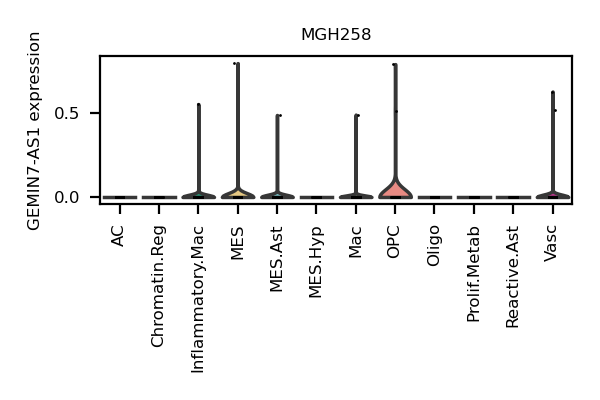 MGH258
GEMIN7-AS1 expression
0.5
0.0
AC
Chromatin.Reg
Inflammatory.Mac
MES
MES.Ast
MES.Hyp
Mac
OPC
Oligo
Prolif.Metab
Reactive.Ast
Vasc